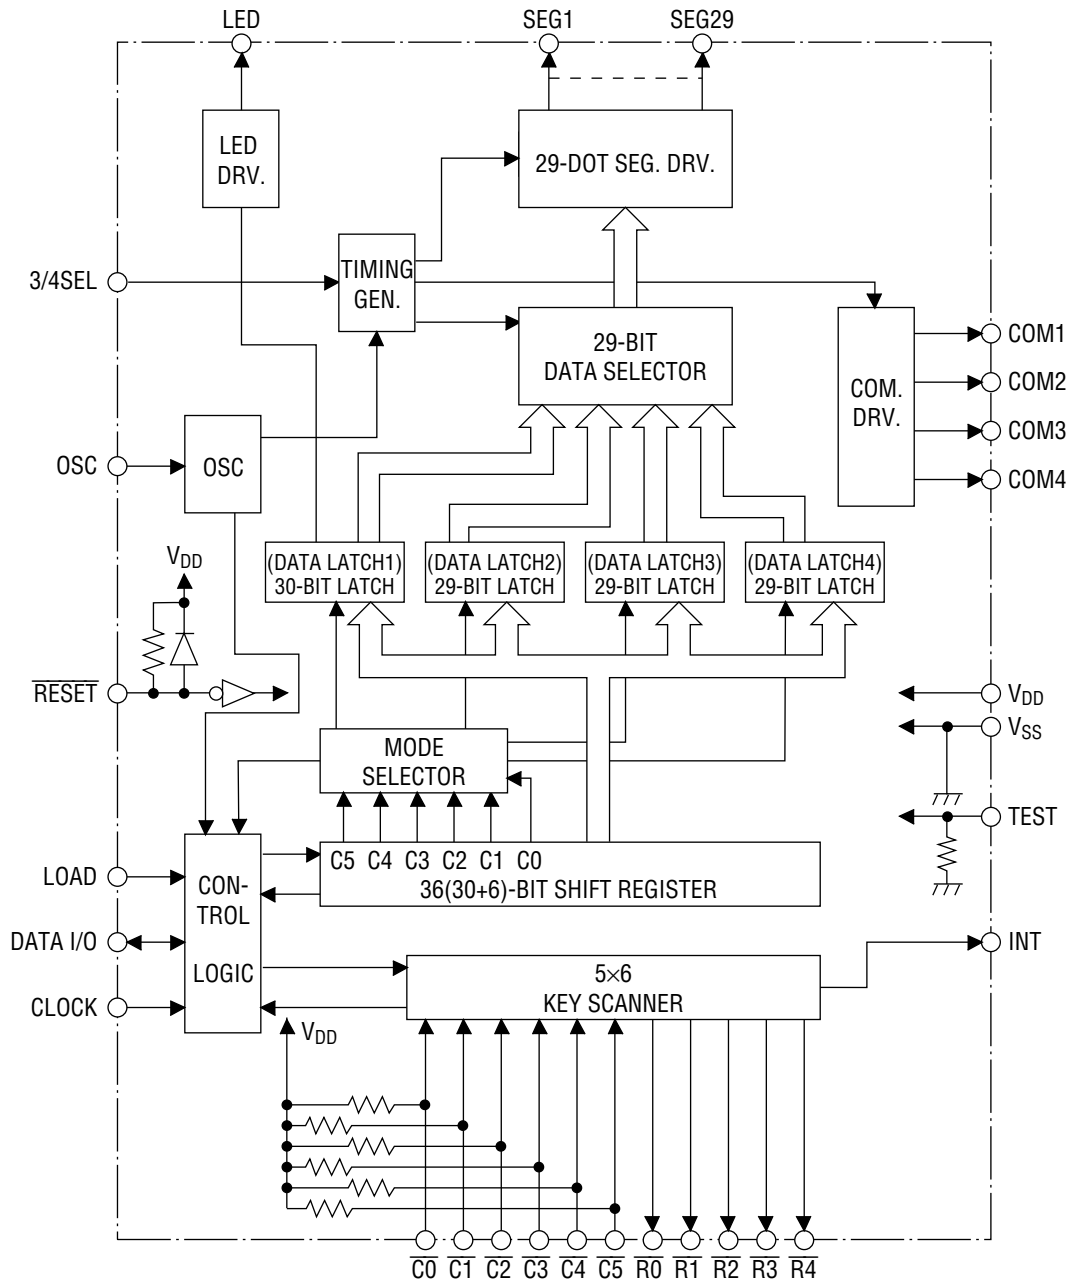 LED SEG1 SEG29
LED
DRV.
29-DOT SEG. DRV.
3/4SEL
TIMING
GEN.
29-BIT
DATA SELECTOR
COM.
DRV.
COM1
COM2
COM3
COM4
OSC
OSC
(DATA LATCH1)
30-BIT LATCH
(DATA LATCH2)
29-BIT LATCH
(DATA LATCH3)
29-BIT LATCH
(DATA LATCH4)
29-BIT LATCH
VDD
RESET
VDD
VSS
TEST
MODE
SELECTOR
C5 C4 C3 C2 C1 C0
36(30+6)-BIT SHIFT REGISTER
LOAD
DATA I/O
CLOCK
CON-
TROL
LOGIC
INT
5×6
KEY SCANNER
VDD
C0 C1 C2 C3 C4 C5 R0 R1 R2 R3 R4